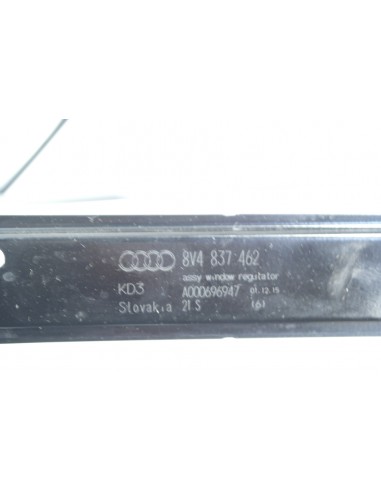 8V4 837 462
assy window regulator
KD3 A000696947 01.12.15
Slovakia 21 S (6)